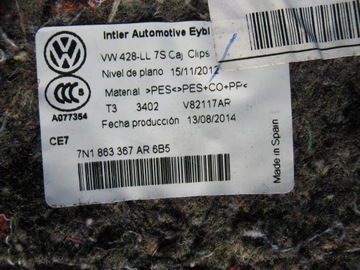 Intier Automotive Eybl
VW 428-LL 7S Caj Clips
Nivel de plano 15/11/2012
Material >PES<>PES+CO+PP<
T3 3402 V82117AR
A077354
Fecha producción 13/08/2014
CE7
7N1 863 367 AR 6B5
Made in Spain